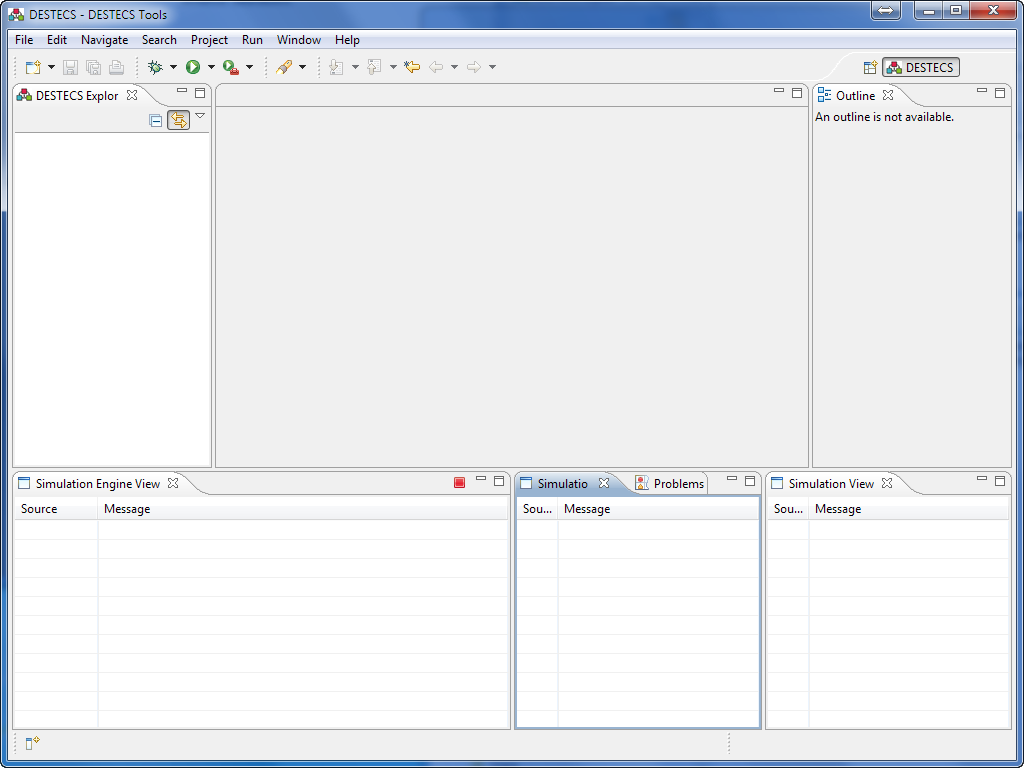 DESTECS - DESTECS Tools
File Edit Navigate Search Project Run Window Help
DESTECS
DESTECS Explor
Outline
An outline is not available.
Simulation Engine View
Source Message
Simulatio Problems
Sou... Message
Simulation View
Sou... Message